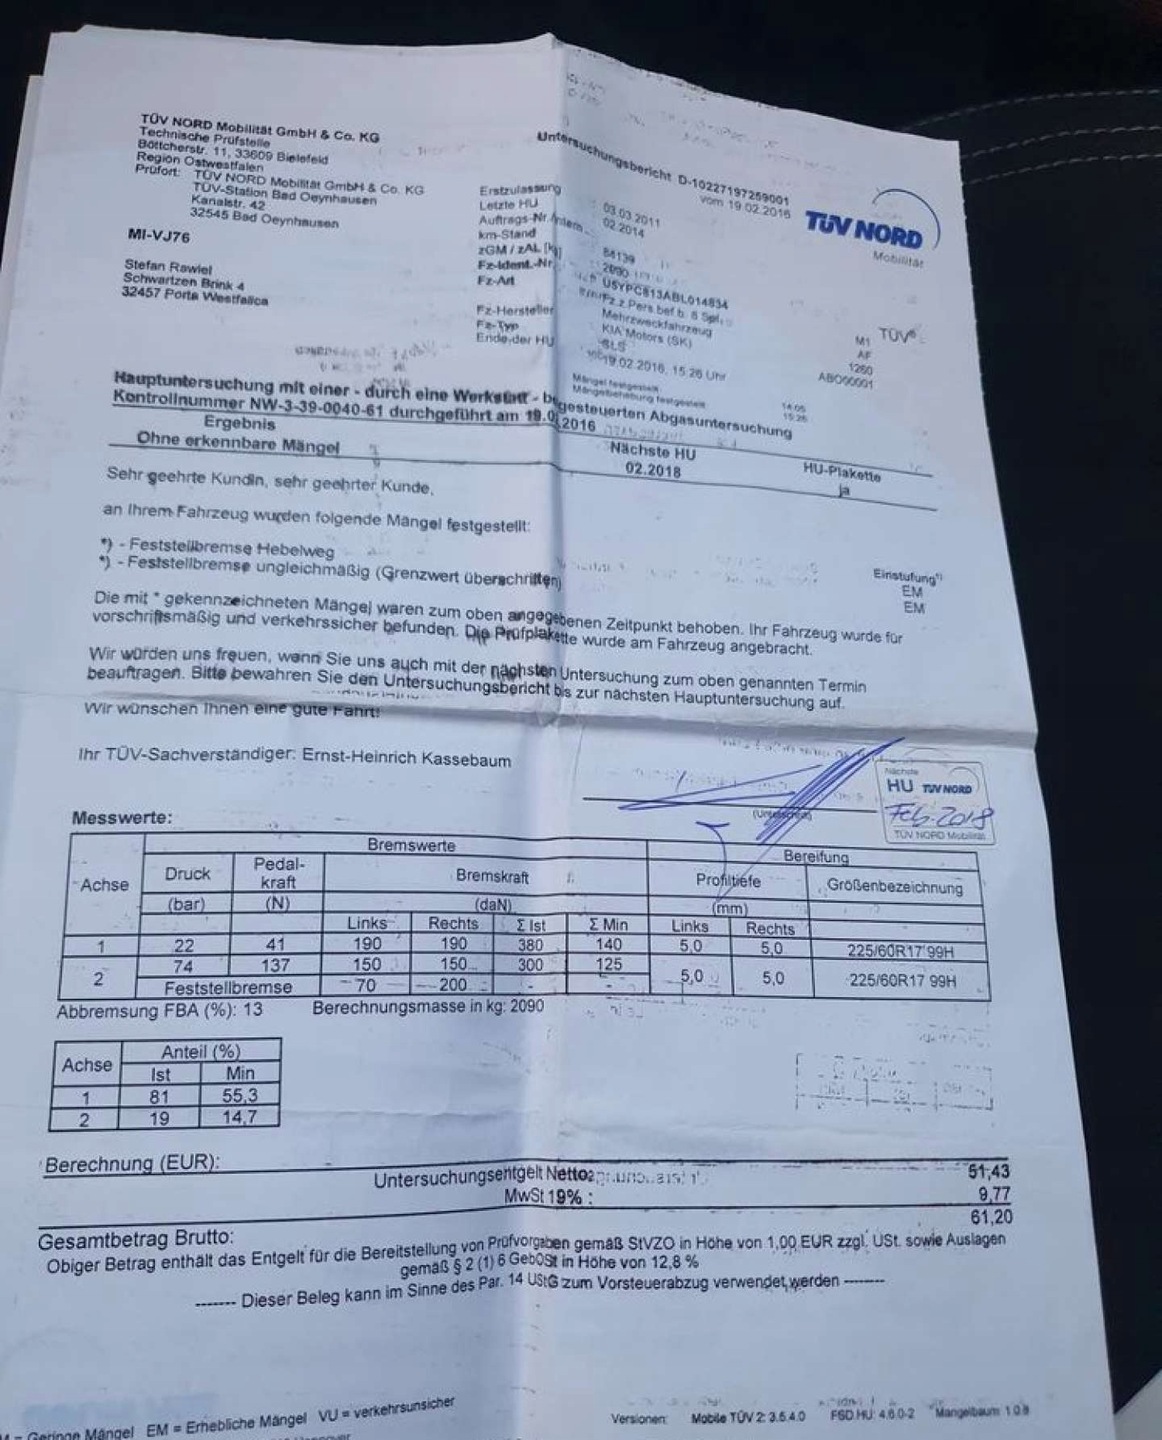 TÜV NORD Mobilität GmbH & Co. KG
Technische Prüfstelle
Böttcherstr. 11, 33609 Bielefeld
Region Ostwestfalen
Prüfort: TÜV NORD Mobilität GmbH & Co. KG
TÜV-Station Bad Oeynhausen
Kanalstr. 42
32545 Bad Oeynhausen
MI-VJ76
Stefan Rawiel
Schwartzen Brink 4
32457 Porta Westfalica
Untersuchungsbericht D-10227197259001
vom 19.02.2016
TÜV NORD
Mobilität
TÜV®
Erstzulassung 03.03.2011
Letzte HU 02.2014
Auftrags-Nr./intern
km-Stand 84139
zGM / zAL [kg] 2090
Fz-Ident.-Nr. U5YPC813ABL014834
Fz-Art Fz.z.Pers.bef.b. 8 Spl. M1
Mehrzweckfahrzeug AF
Fz-Hersteller KIA Motors (SK) 1260
Fz-Typ SLS ABO00001
Ende der HU 19.02.2016, 15:26 Uhr
Mängel festgestellt 14:05
Mängelbehebung festgestellt 15:26
Hauptuntersuchung mit einer - durch eine Werkstatt - beigesteuerten Abgasuntersuchung
Kontrollnummer NW-3-39-0040-61 durchgeführt am 19.02.2016
Ergebnis Nächste HU HU-Plakette
Ohne erkennbare Mängel 02.2018 ja
Sehr geehrte Kundin, sehr geehrter Kunde,
an Ihrem Fahrzeug wurden folgende Mängel festgestellt:
Einstufung*)
*) - Feststellbremse Hebelweg EM
*) - Feststellbremse ungleichmäßig (Grenzwert überschritten) EM
Die mit * gekennzeichneten Mängel waren zum oben angegebenen Zeitpunkt behoben. Ihr Fahrzeug wurde für
vorschriftsmäßig und verkehrssicher befunden. Die Prüfplakette wurde am Fahrzeug angebracht.
Wir würden uns freuen, wenn Sie uns auch mit der nächsten Untersuchung zum oben genannten Termin
beauftragen. Bitte bewahren Sie den Untersuchungsbericht bis zur nächsten Hauptuntersuchung auf.
Wir wünschen Ihnen eine gute Fahrt!
Ihr TÜV-Sachverständiger: Ernst-Heinrich Kassebaum
(Unterschrift)
Nächste
HU TÜV NORD
Feb. 2018
TÜV NORD Mobilität
Messwerte:
Bremswerte Bereifung
Achse Druck Pedal-kraft Bremskraft Profiltiefe Größenbezeichnung
(bar) (N) (daN) (mm)
Links Rechts Σ Ist Σ Min Links Rechts
1 22 41 190 190 380 140 5,0 5,0 225/60R17 99H
2 74 137 150 150 300 125 5,0 5,0 225/60R17 99H
Feststellbremse 70 200 - -
Abbremsung FBA (%): 13 Berechnungsmasse in kg: 2090
Achse Anteil (%)
Ist Min
1 81 55,3
2 19 14,7
Berechnung (EUR):
Untersuchungsentgelt Netto: 51,43
MwSt 19% : 9,77
Gesamtbetrag Brutto: 61,20
Obiger Betrag enthält das Entgelt für die Bereitstellung von Prüfvorgaben gemäß StVZO in Höhe von 1,00 EUR zzgl. USt. sowie Auslagen
gemäß § 2 (1) 6 GebOSt in Höhe von 12,8 %
------- Dieser Beleg kann im Sinne des Par. 14 UStG zum Vorsteuerabzug verwendet werden -------
= Geringe Mängel EM = Erhebliche Mängel VU = verkehrsunsicher
Versionen: Mobile TÜV 2: 3.5.4.0 FSD.HU: 4.6.0-2 Mangelbaum 1.0.8